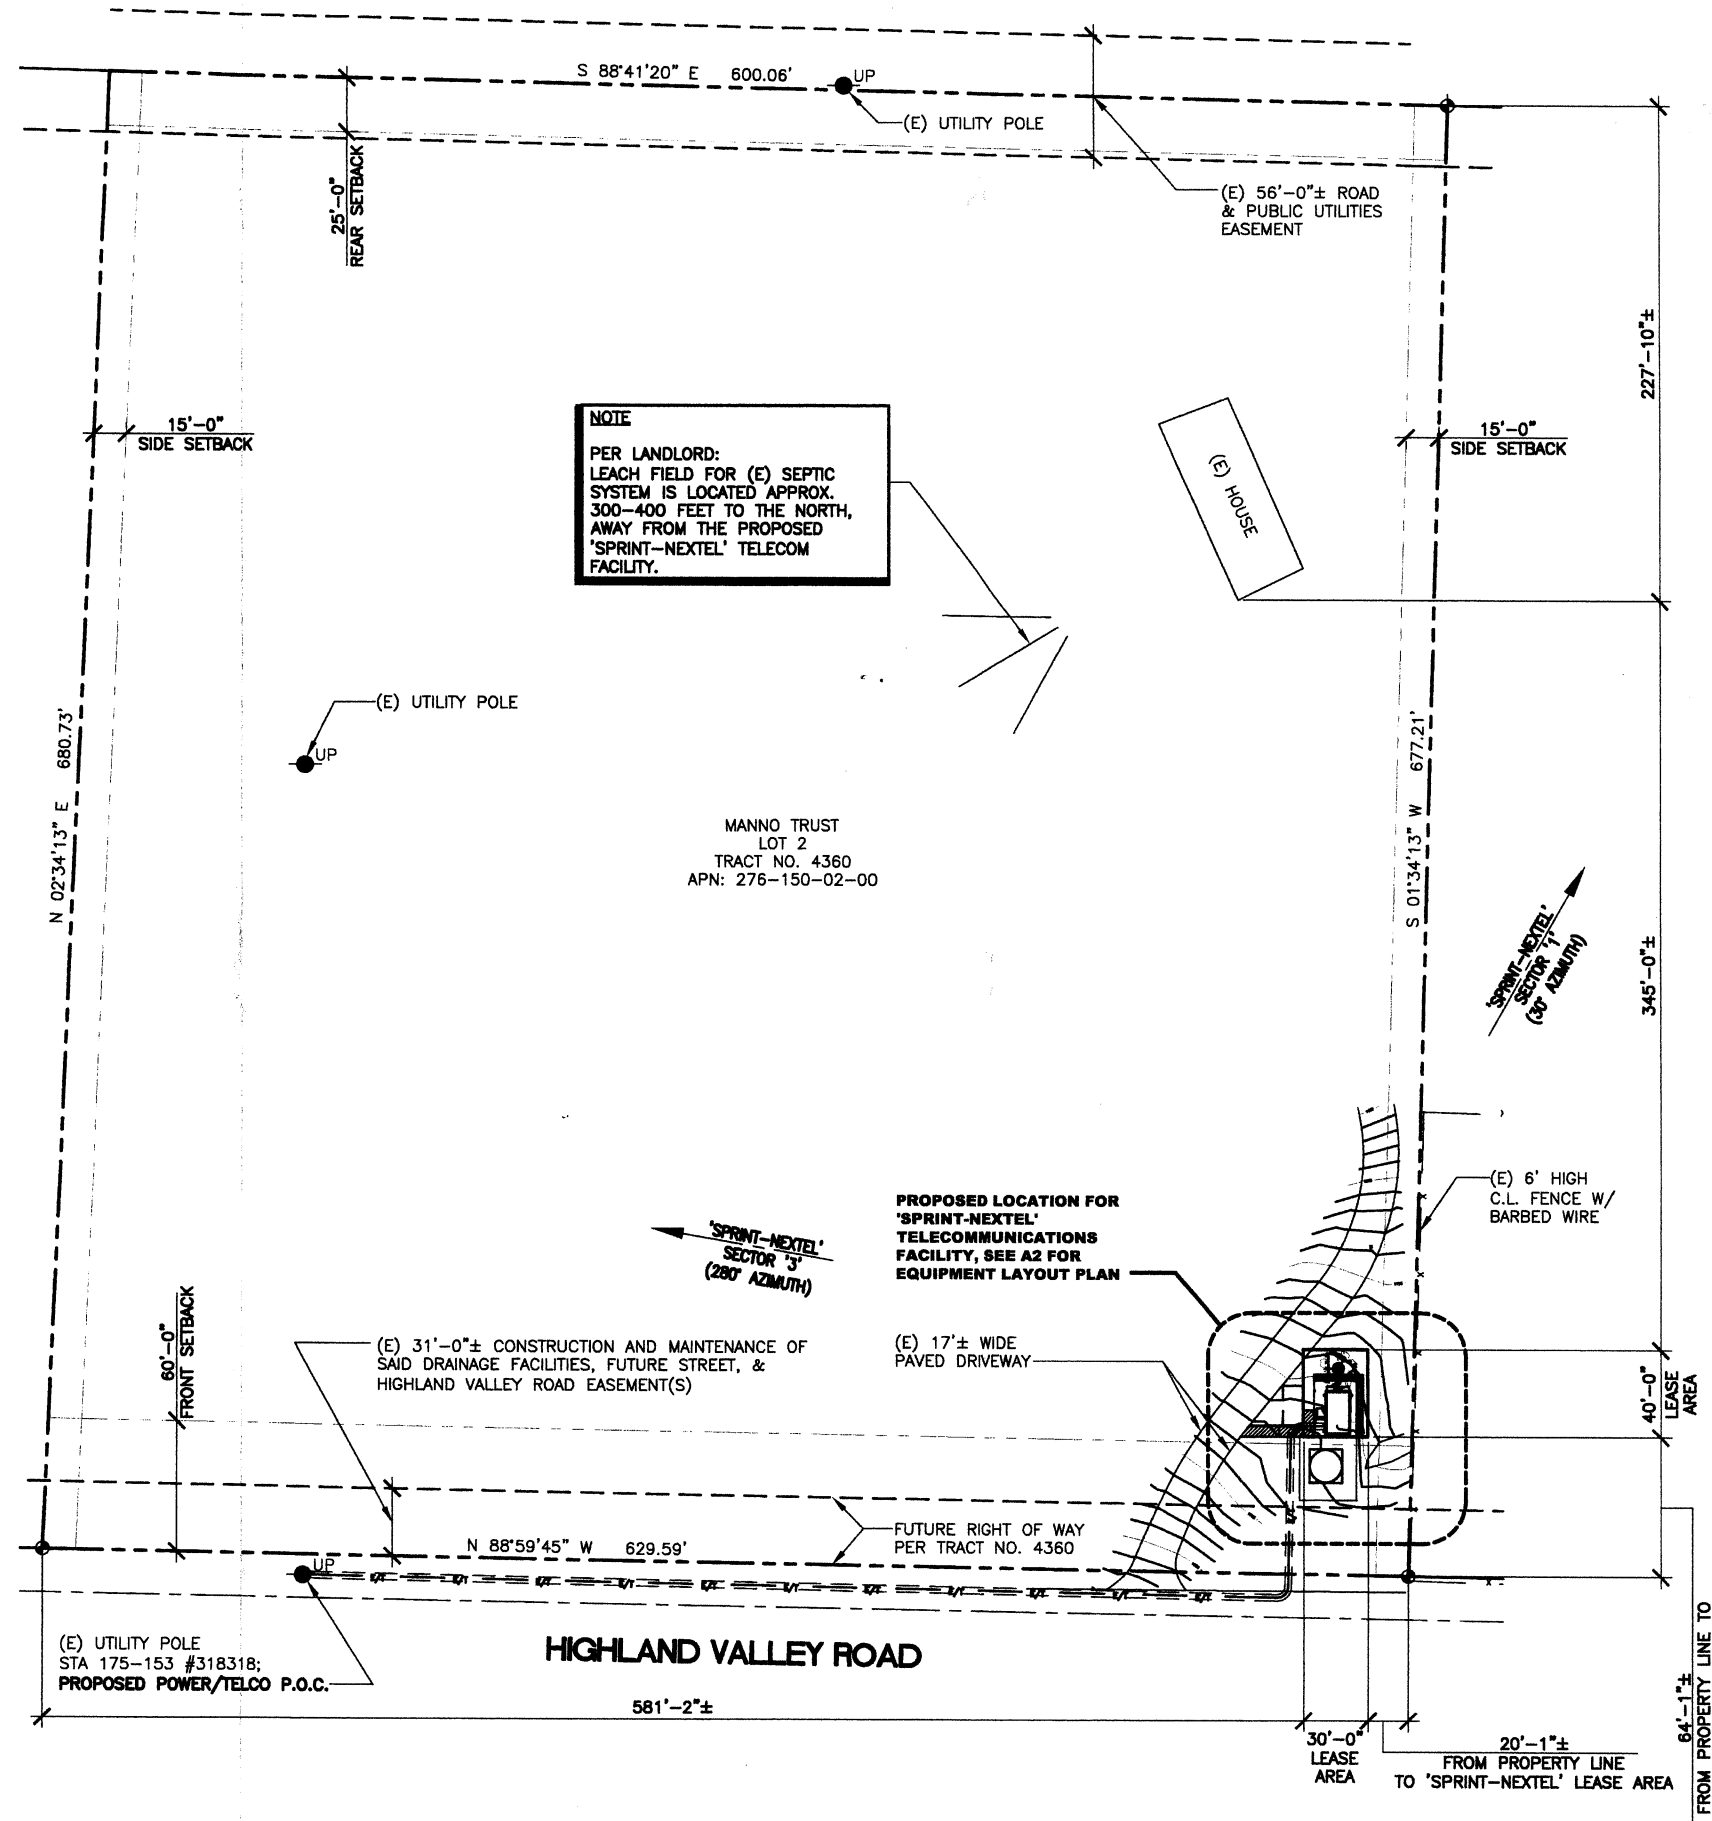 S 88°41'20" E 600.06'
UP
(E) UTILITY POLE
25'-0"
REAR SETBACK
(E) 56'-0"± ROAD
& PUBLIC UTILITIES
EASEMENT
227'-10"±
15'-0"
SIDE SETBACK
NOTE
PER LANDLORD:
LEACH FIELD FOR (E) SEPTIC
SYSTEM IS LOCATED APPROX.
300-400 FEET TO THE NORTH,
AWAY FROM THE PROPOSED
'SPRINT-NEXTEL' TELECOM
FACILITY.
(E) HOUSE
15'-0"
SIDE SETBACK
(E) UTILITY POLE
UP
N 02°34'13" E 680.73'
S 01°34'13" W 677.21'
MANNO TRUST
LOT 2
TRACT NO. 4360
APN: 276-150-02-00
'SPRINT-NEXTEL'
SECTOR '1'
(30° AZIMUTH)
345'-0"±
(E) 6' HIGH
C.L. FENCE W/
BARBED WIRE
PROPOSED LOCATION FOR
'SPRINT-NEXTEL'
TELECOMMUNICATIONS
FACILITY, SEE A2 FOR
EQUIPMENT LAYOUT PLAN
'SPRINT-NEXTEL'
SECTOR '3'
(280° AZIMUTH)
60'-0"
FRONT SETBACK
(E) 31'-0"± CONSTRUCTION AND MAINTENANCE OF
SAID DRAINAGE FACILITIES, FUTURE STREET, &
HIGHLAND VALLEY ROAD EASEMENT(S)
(E) 17'± WIDE
PAVED DRIVEWAY
40'-0"
LEASE
AREA
N 88°59'45" W 629.59'
FUTURE RIGHT OF WAY
PER TRACT NO. 4360
UP
E/T E/T E/T E/T E/T E/T E/T E/T E/T E/T E/T
E/T
(E) UTILITY POLE
STA 175-153 #318318;
PROPOSED POWER/TELCO P.O.C.
HIGHLAND VALLEY ROAD
581'-2"±
30'-0"
LEASE
AREA
20'-1"±
FROM PROPERTY LINE
TO 'SPRINT-NEXTEL' LEASE AREA
64'-1"±
FROM PROPERTY LINE TO